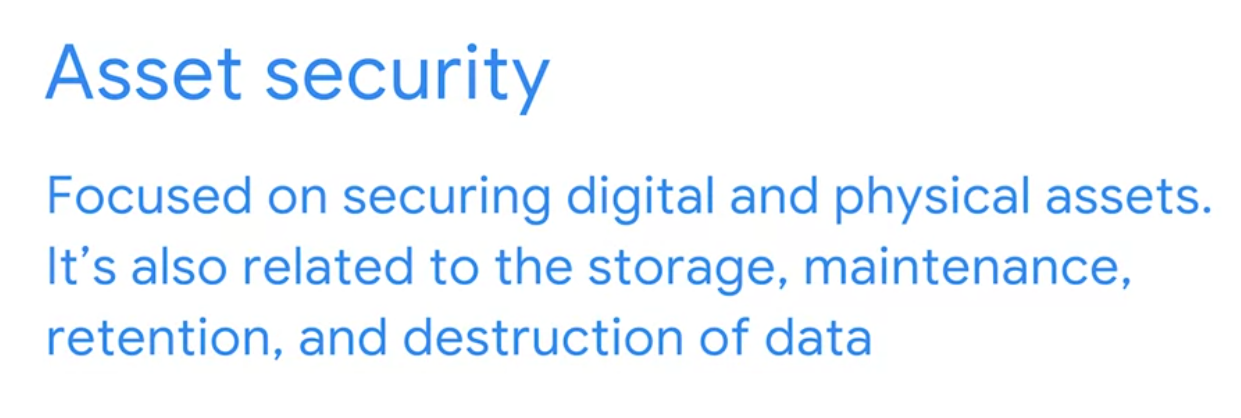 Asset security
Focused on securing digital and physical assets.
It’s also related to the storage, maintenance,
retention, and destruction of data